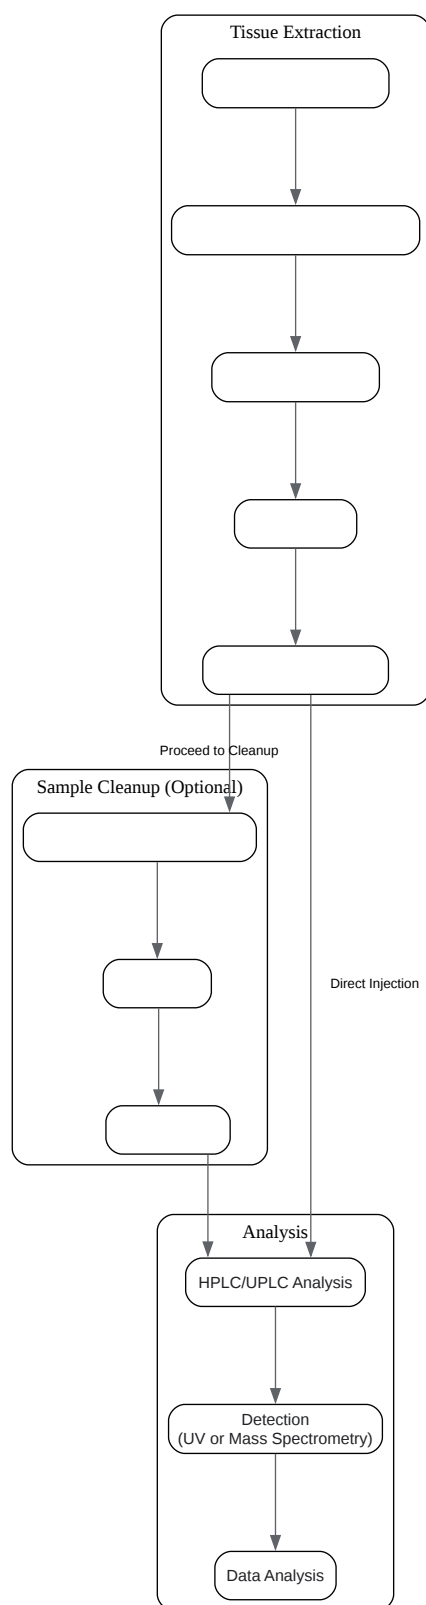 Tissue Extraction
Proceed to Cleanup
Sample Cleanup (Optional)
Direct Injection
Analysis
HPLC/UPLC Analysis
Detection
(UV or Mass Spectrometry)
Data Analysis